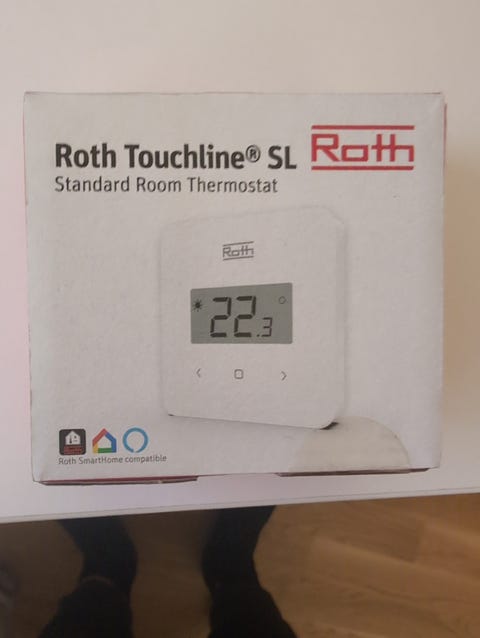 Roth Touchline® SL
Roth
Standard Room Thermostat
Roth
22.3
Roth SmartHome compatible